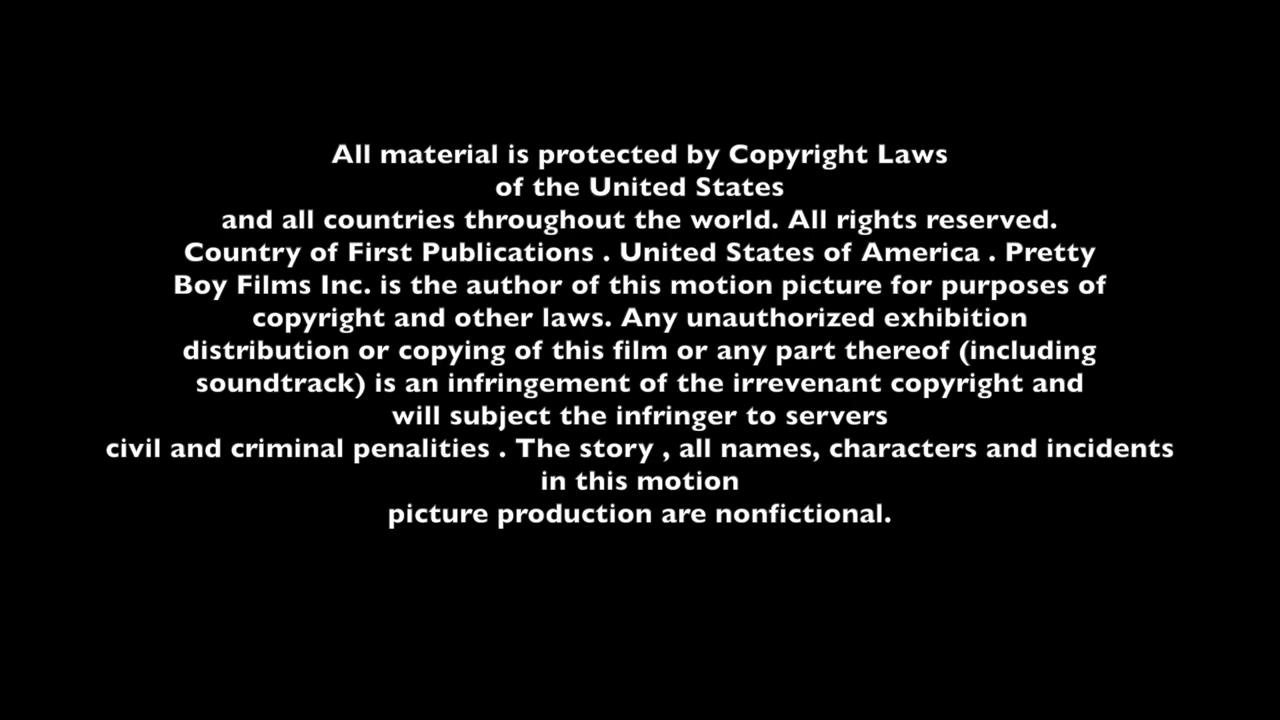 All material is protected by Copyright Laws
of the United States
and all countries throughout the world. All rights reserved.
Country of First Publications . United States of America . Pretty
Boy Films Inc. is the author of this motion picture for purposes of
copyright and other laws. Any unauthorized exhibition
distribution or copying of this film or any part thereof (including
soundtrack) is an infringement of the irrevenant copyright and
will subject the infringer to servers
civil and criminal penalities . The story , all names, characters and incidents
in this motion
picture production are nonfictional.